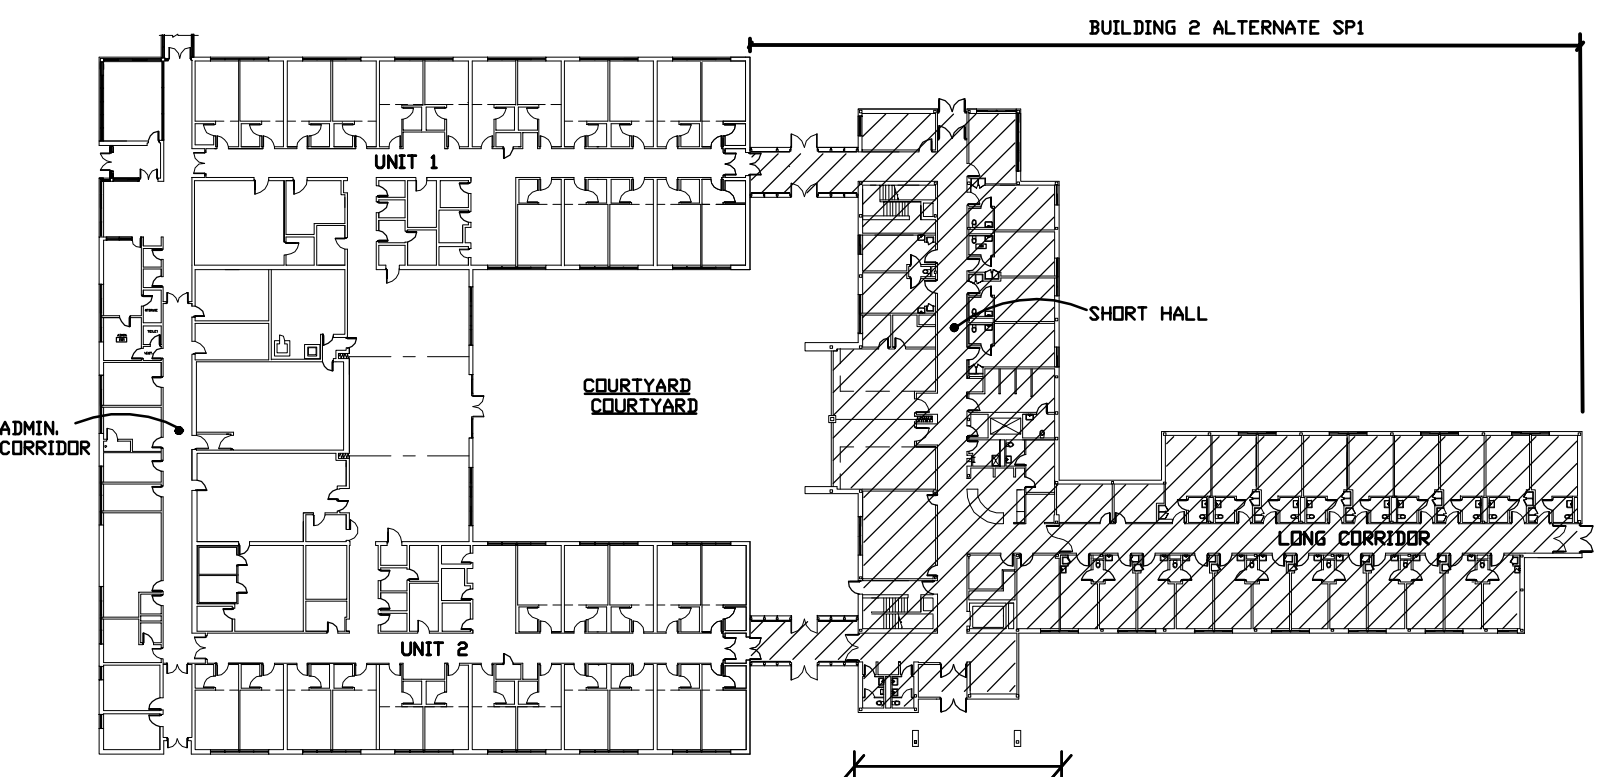 BUILDING 2 ALTERNATE SP1
UNIT 1
SHORT HALL
COURTYARD
COURTYARD
ADMIN.
CORRIDOR
LONG CORRIDOR
UNIT 2